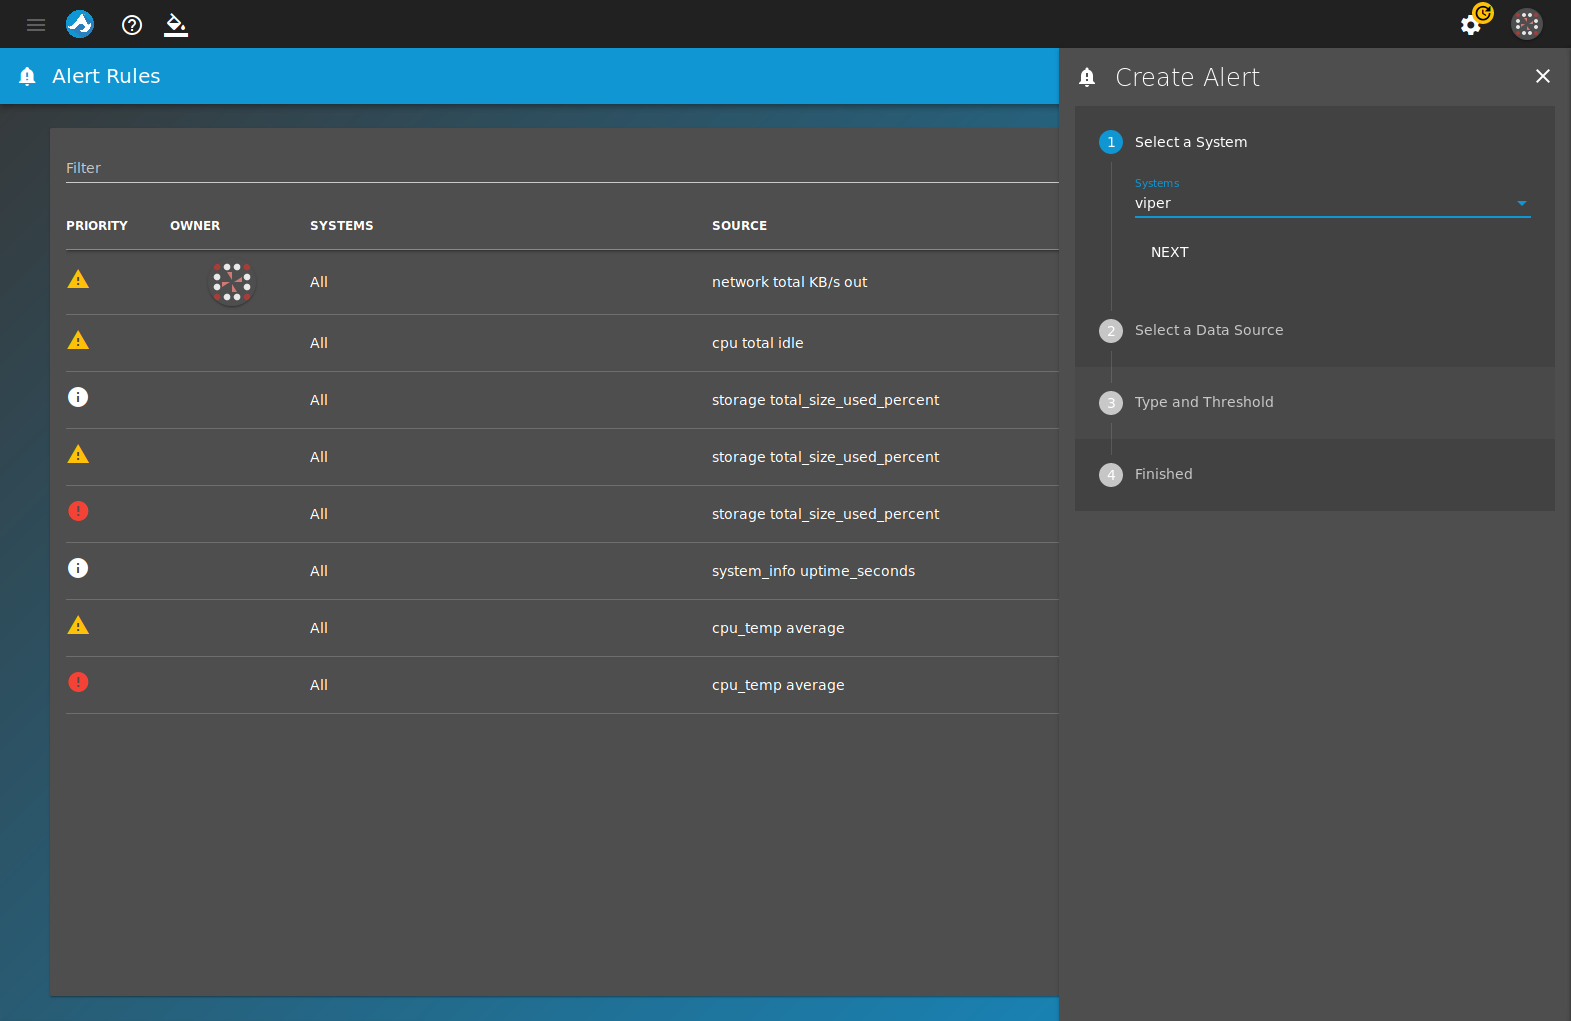 Alert Rules
Create Alert
Filter
PRIORITY OWNER SYSTEMS SOURCE
All network total KB/s out
All cpu total idle
All storage total_size_used_percent
All storage total_size_used_percent
All storage total_size_used_percent
All system_info uptime_seconds
All cpu_temp average
All cpu_temp average
1 Select a System
Systems
viper
NEXT
2 Select a Data Source
3 Type and Threshold
4 Finished